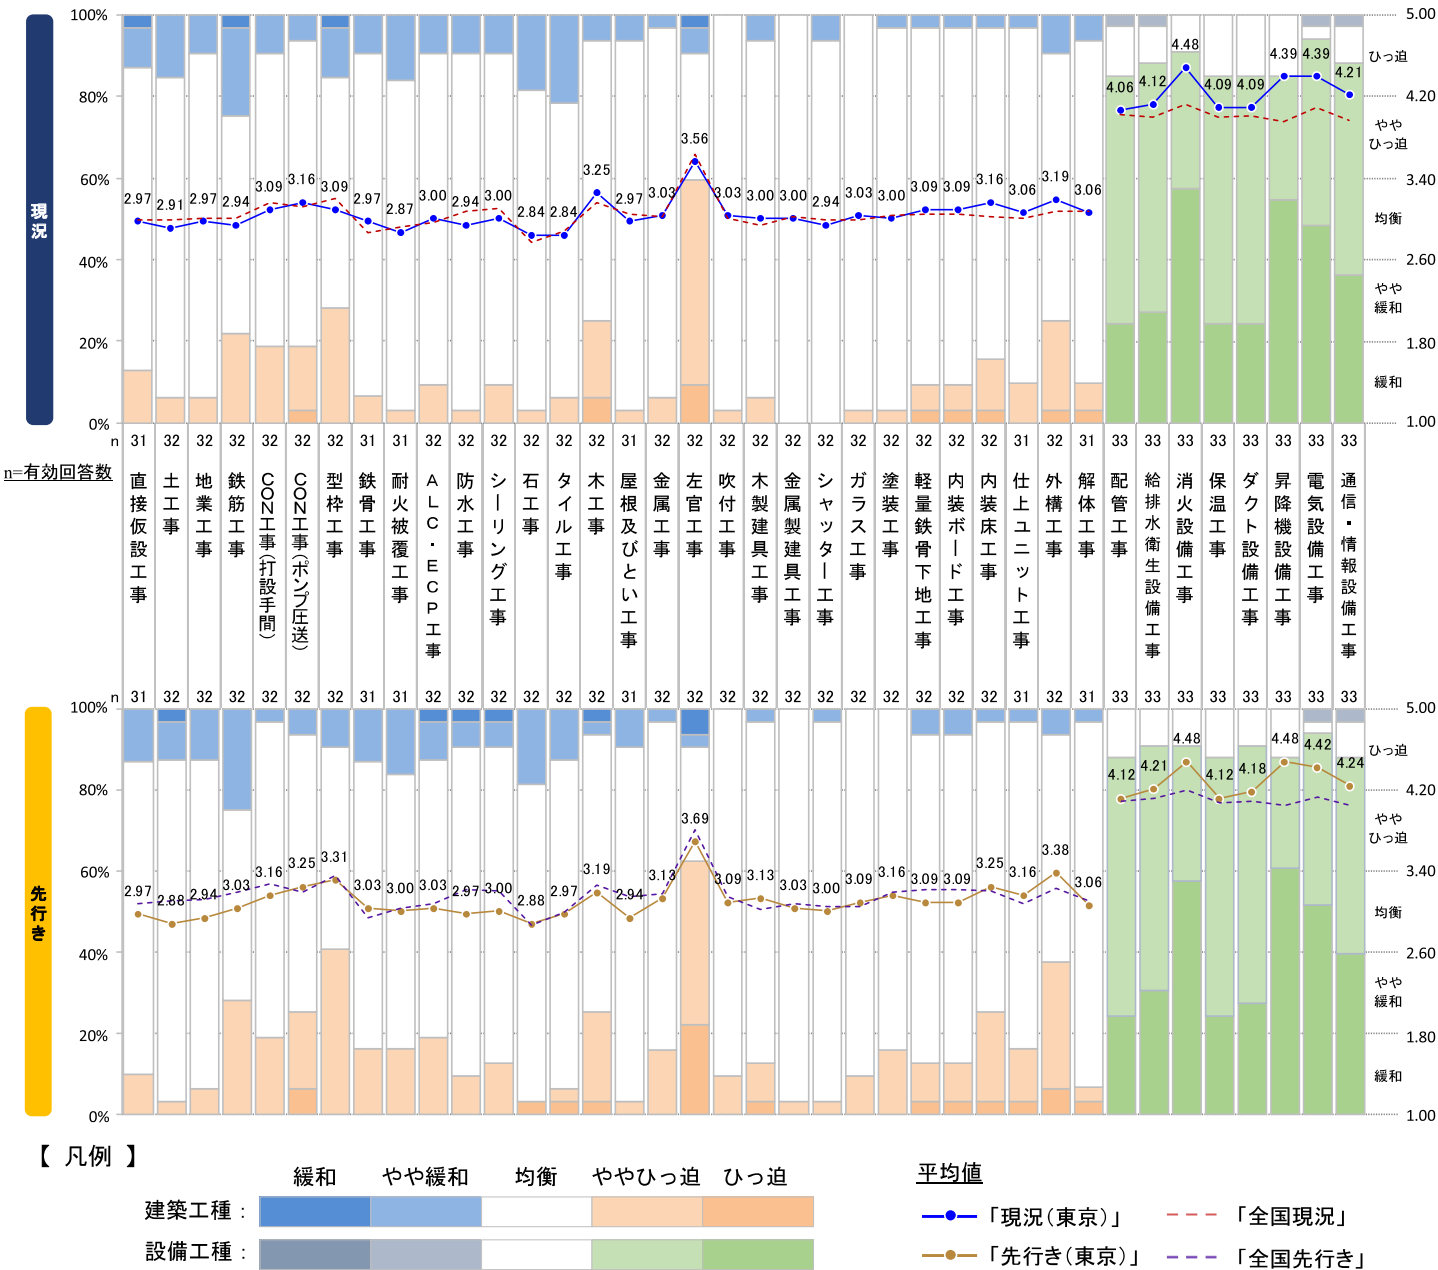 現況
100%
80%
60%
40%
20%
0%
5.00
4.20
3.40
2.60
1.80
1.00
ひっ迫
やや
ひっ迫
均衡
やや
緩和
緩和
2.97 2.91 2.97 2.94 3.09 3.16 3.09 2.97 2.87 3.00 2.94 3.00 2.84 2.84 3.25 2.97 3.03 3.56 3.03 3.00 3.00 2.94 3.03 3.00 3.09 3.09 3.16 3.06 3.19 3.06 4.06 4.12 4.48 4.09 4.09 4.39 4.39 4.21
n 31 32 32 32 32 32 32 31 31 32 32 32 32 32 32 31 32 32 32 32 32 32 32 32 32 32 32 31 32 31 33 33 33 33 33 33 33 33
n=有効回答数
直接仮設工事
土工事
地業工事
鉄筋工事
CON工事(打設手間)
CON工事(ポンプ圧送)
型枠工事
鉄骨工事
耐火被覆工事
ALC・ECP工事
防水工事
シーリング工事
石工事
タイル工事
木工事
屋根及びとい工事
金属工事
左官工事
吹付工事
木製建具工事
金属製建具工事
シャッター工事
ガラス工事
塗装工事
軽量鉄骨下地工事
内装ボード工事
内装床工事
仕上ユニット工事
外構工事
解体工事
配管工事
給排水衛生設備工事
消火設備工事
保温工事
ダクト設備工事
昇降機設備工事
電気設備工事
通信・情報設備工事
n 31 32 32 32 32 32 32 31 31 32 32 32 32 32 32 31 32 32 32 32 32 32 32 32 32 32 32 31 32 31 33 33 33 33 33 33 33 33
先行き
100%
80%
60%
40%
20%
0%
5.00
4.20
3.40
2.60
1.80
1.00
ひっ迫
やや
ひっ迫
均衡
やや
緩和
緩和
2.97 2.88 2.94 3.03 3.16 3.25 3.31 3.03 3.00 3.03 2.97 3.00 2.88 2.97 3.19 2.94 3.13 3.69 3.09 3.13 3.03 3.00 3.09 3.16 3.09 3.09 3.25 3.16 3.38 3.06 4.12 4.21 4.48 4.12 4.18 4.48 4.42 4.24
【 凡例 】
緩和 やや緩和 均衡 ややひっ迫 ひっ迫
建築工種：
設備工種：
平均値
「現況(東京)」
「全国現況」
「先行き(東京)」
「全国先行き」